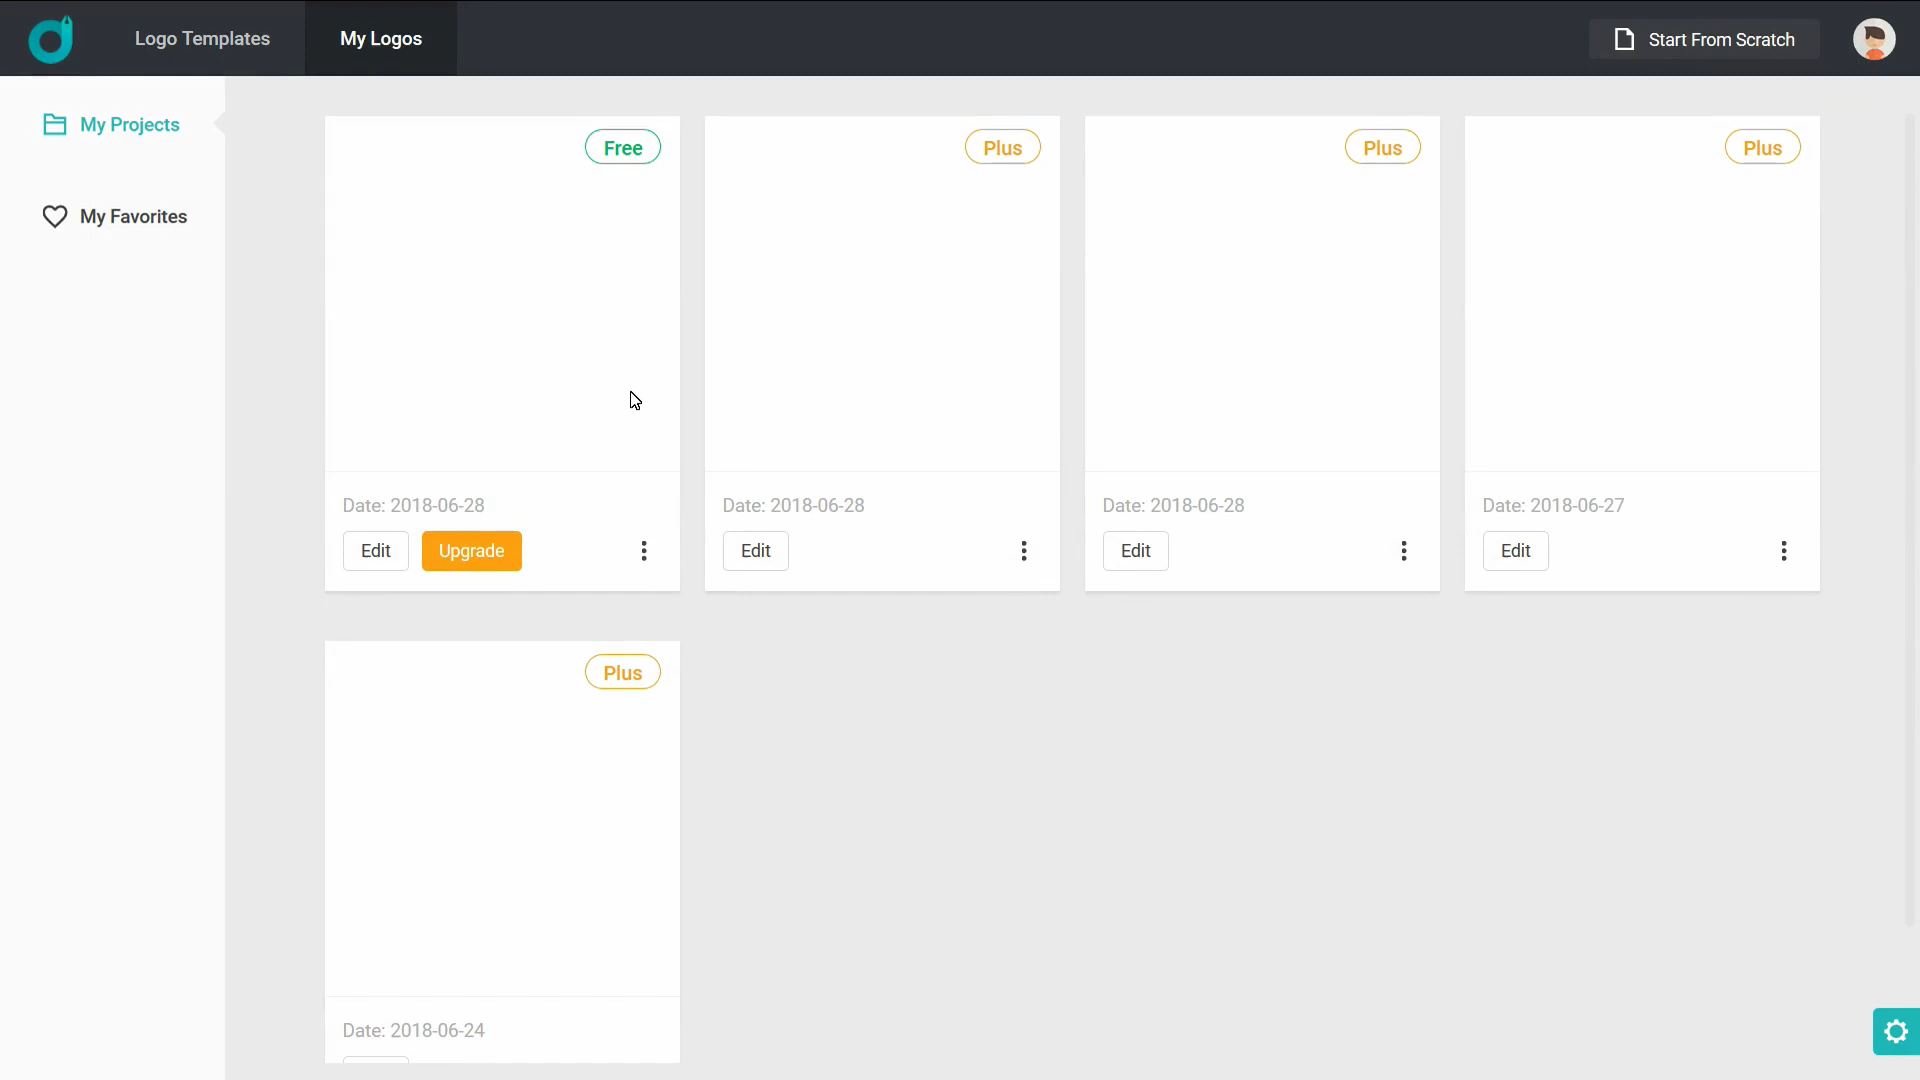 Logo Templates
My Logos
Start From Scratch
My Projects
My Favorites
Free
Plus
Plus
Plus
Date: 2018-06-28
Date: 2018-06-28
Date: 2018-06-28
Date: 2018-06-27
Edit
Upgrade
Edit
Edit
Edit
Plus
Date: 2018-06-24